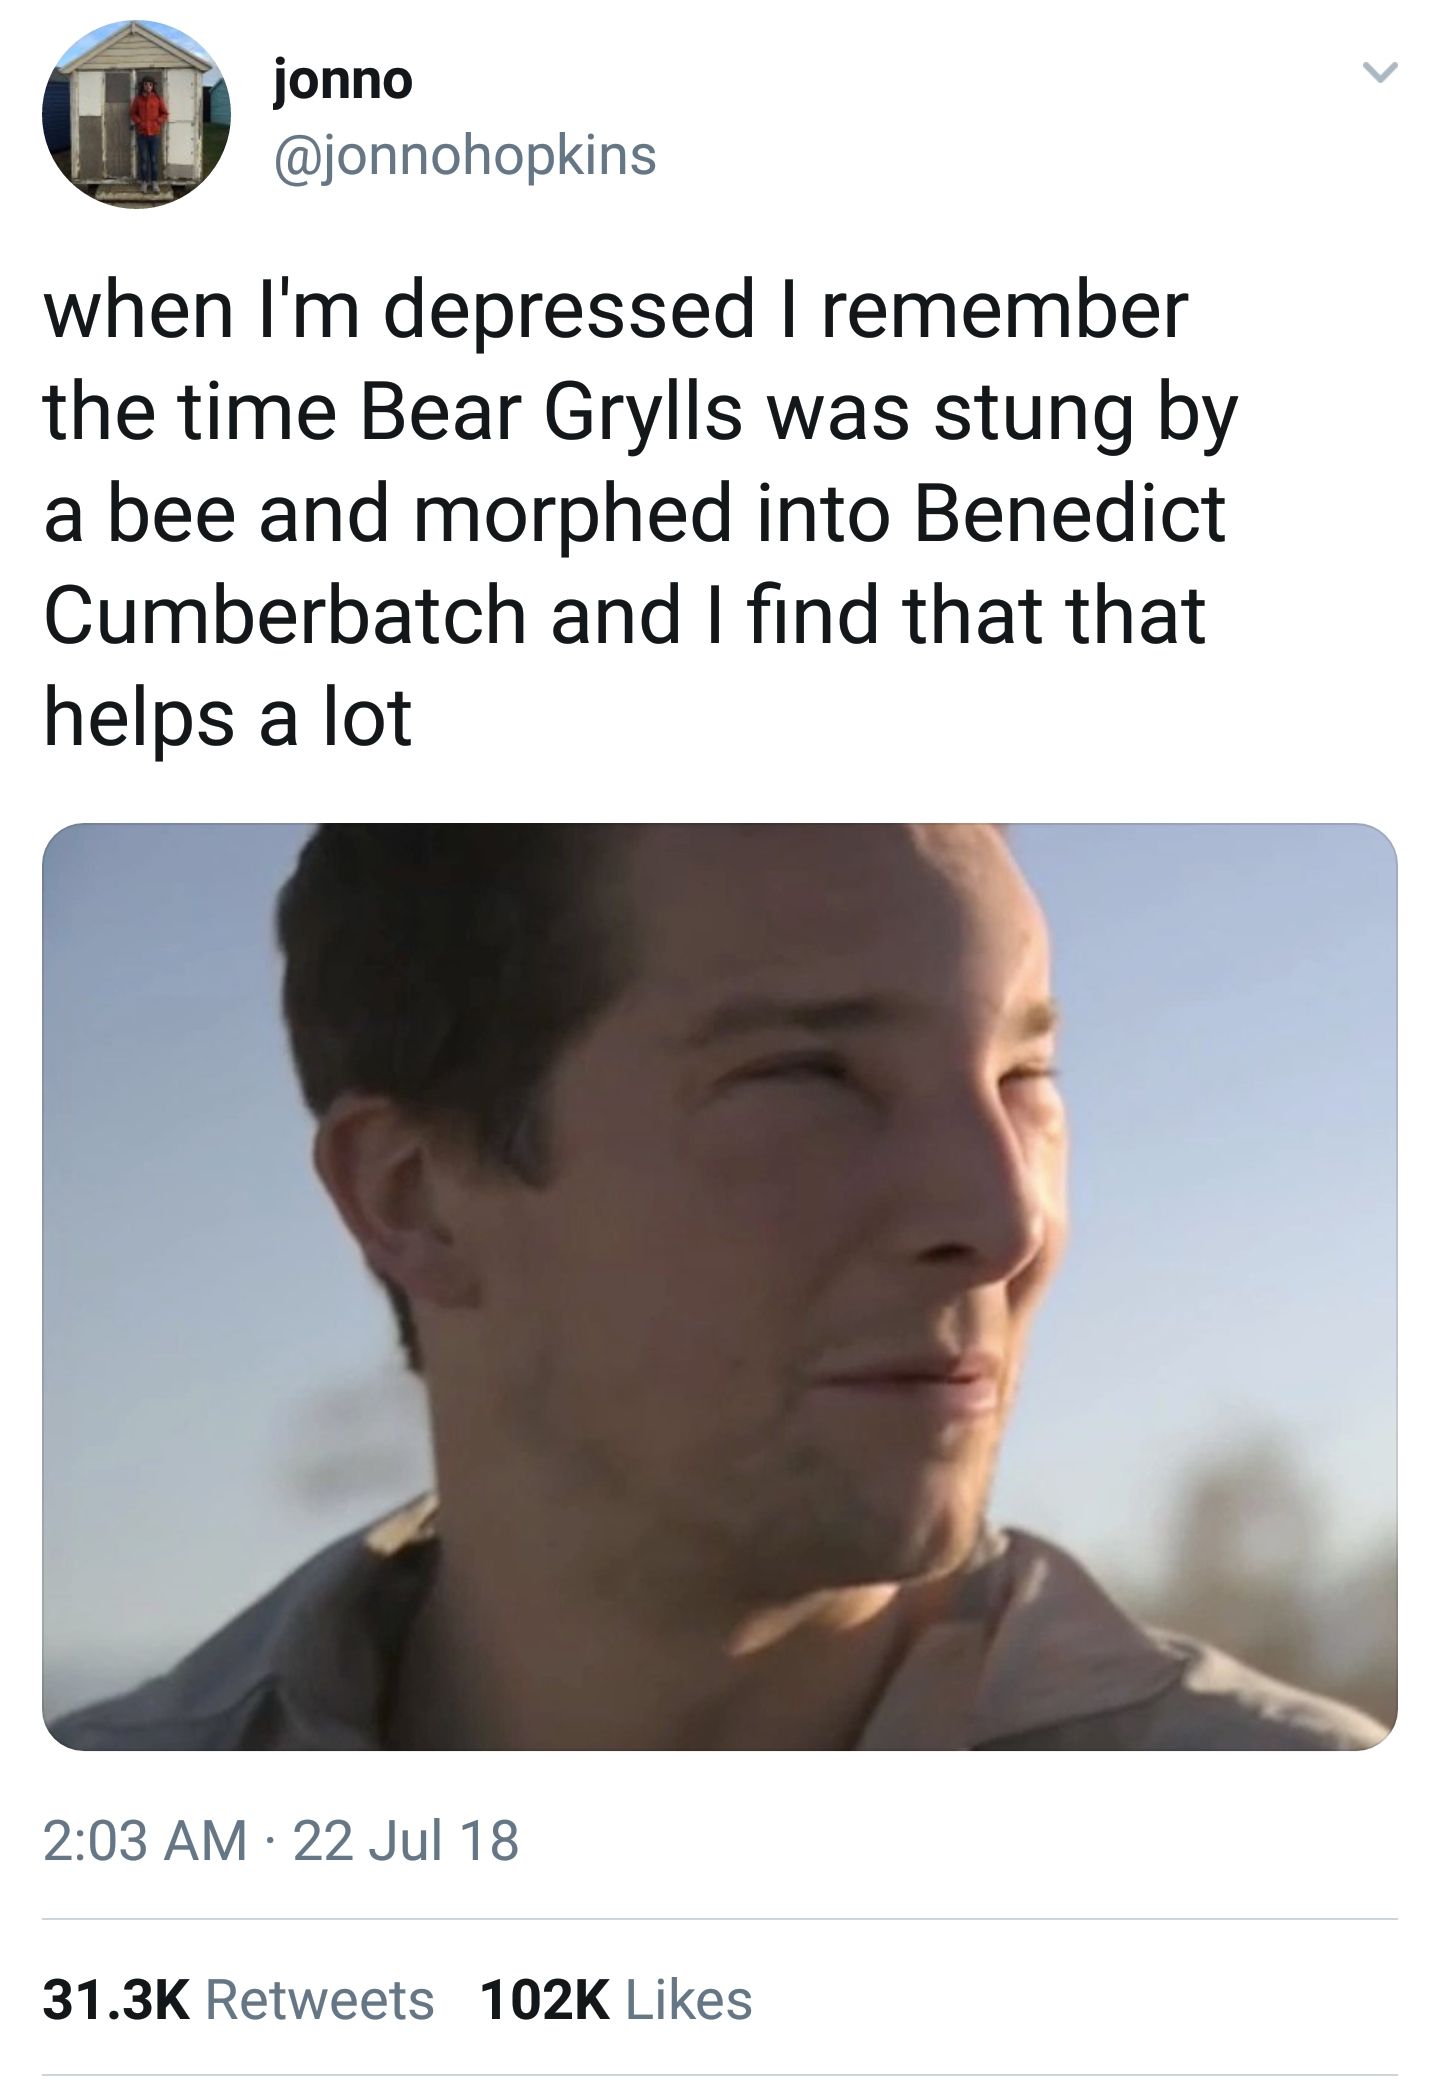 jonno
@jonnohopkins
when I'm depressed I remember
the time Bear Grylls was stung by
a bee and morphed into Benedict
Cumberbatch and I find that that
helps a lot
2:03 AM · 22 Jul 18
31.3K Retweets 102K Likes